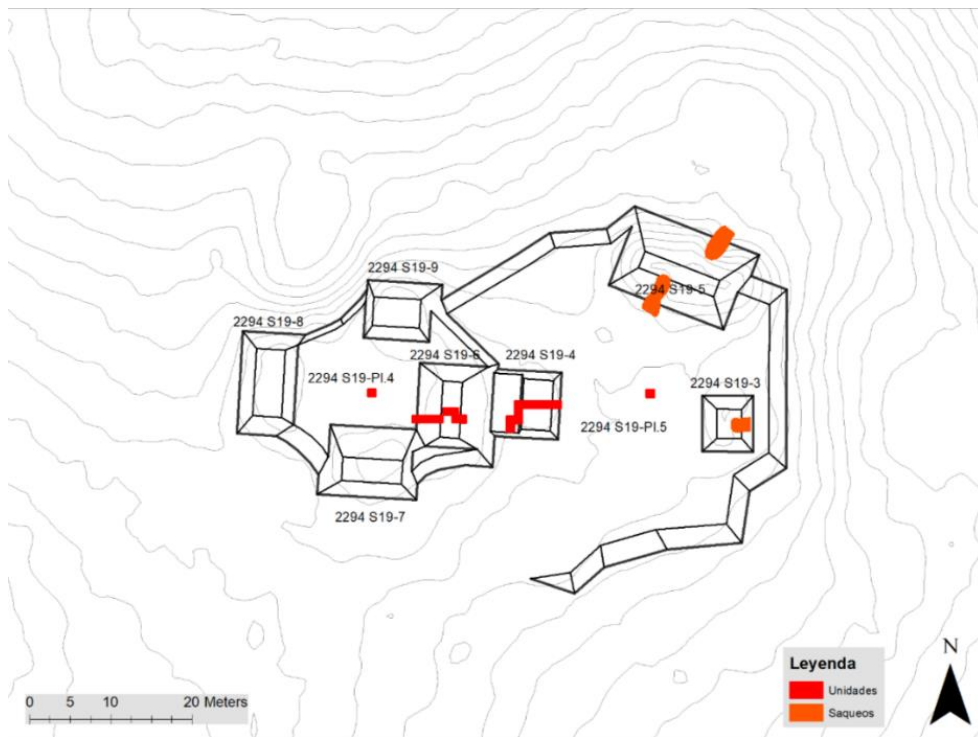 2294 S19-9
2294 S19-5
2294 S19-8
2294 S19-6
2294 S19-4
2294 S19-Pl.4
2294 S19-3
2294 S19-Pl.5
2294 S19-7
N
Leyenda
Unidades
Saqueos
0 5 10 20 Meters